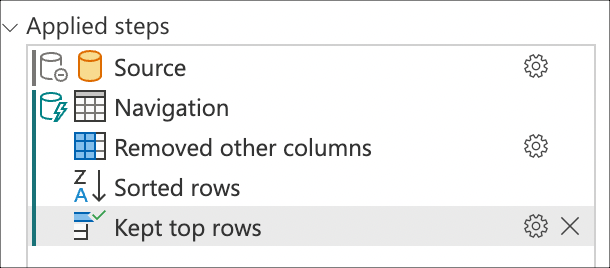 Applied steps
Source
Navigation
Removed other columns
Z
A
Sorted rows
Kept top rows